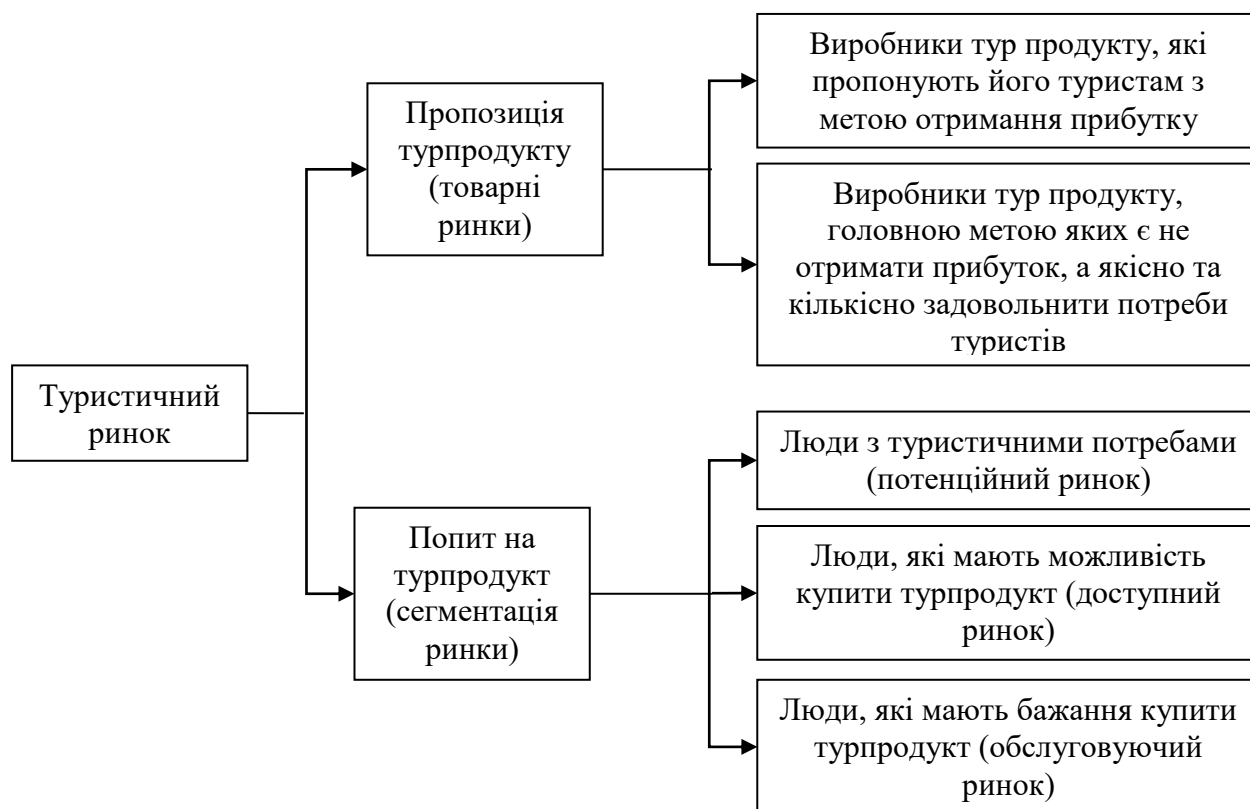 Виробники тур продукту, які
пропонують його туристам з
метою отримання прибутку
Пропозиція
турпродукту
(товарні
ринки)
Виробники тур продукту,
головною метою яких є не
отримати прибуток, а якісно та
кількісно задовольнити потреби
туристів
Туристичний
ринок
Люди з туристичними потребами
(потенційний ринок)
Попит на
турпродукт
(сегментація
ринки)
Люди, які мають можливість
купити турпродукт (доступний
ринок)
Люди, які мають бажання купити
турпродукт (обслуговуючий
ринок)